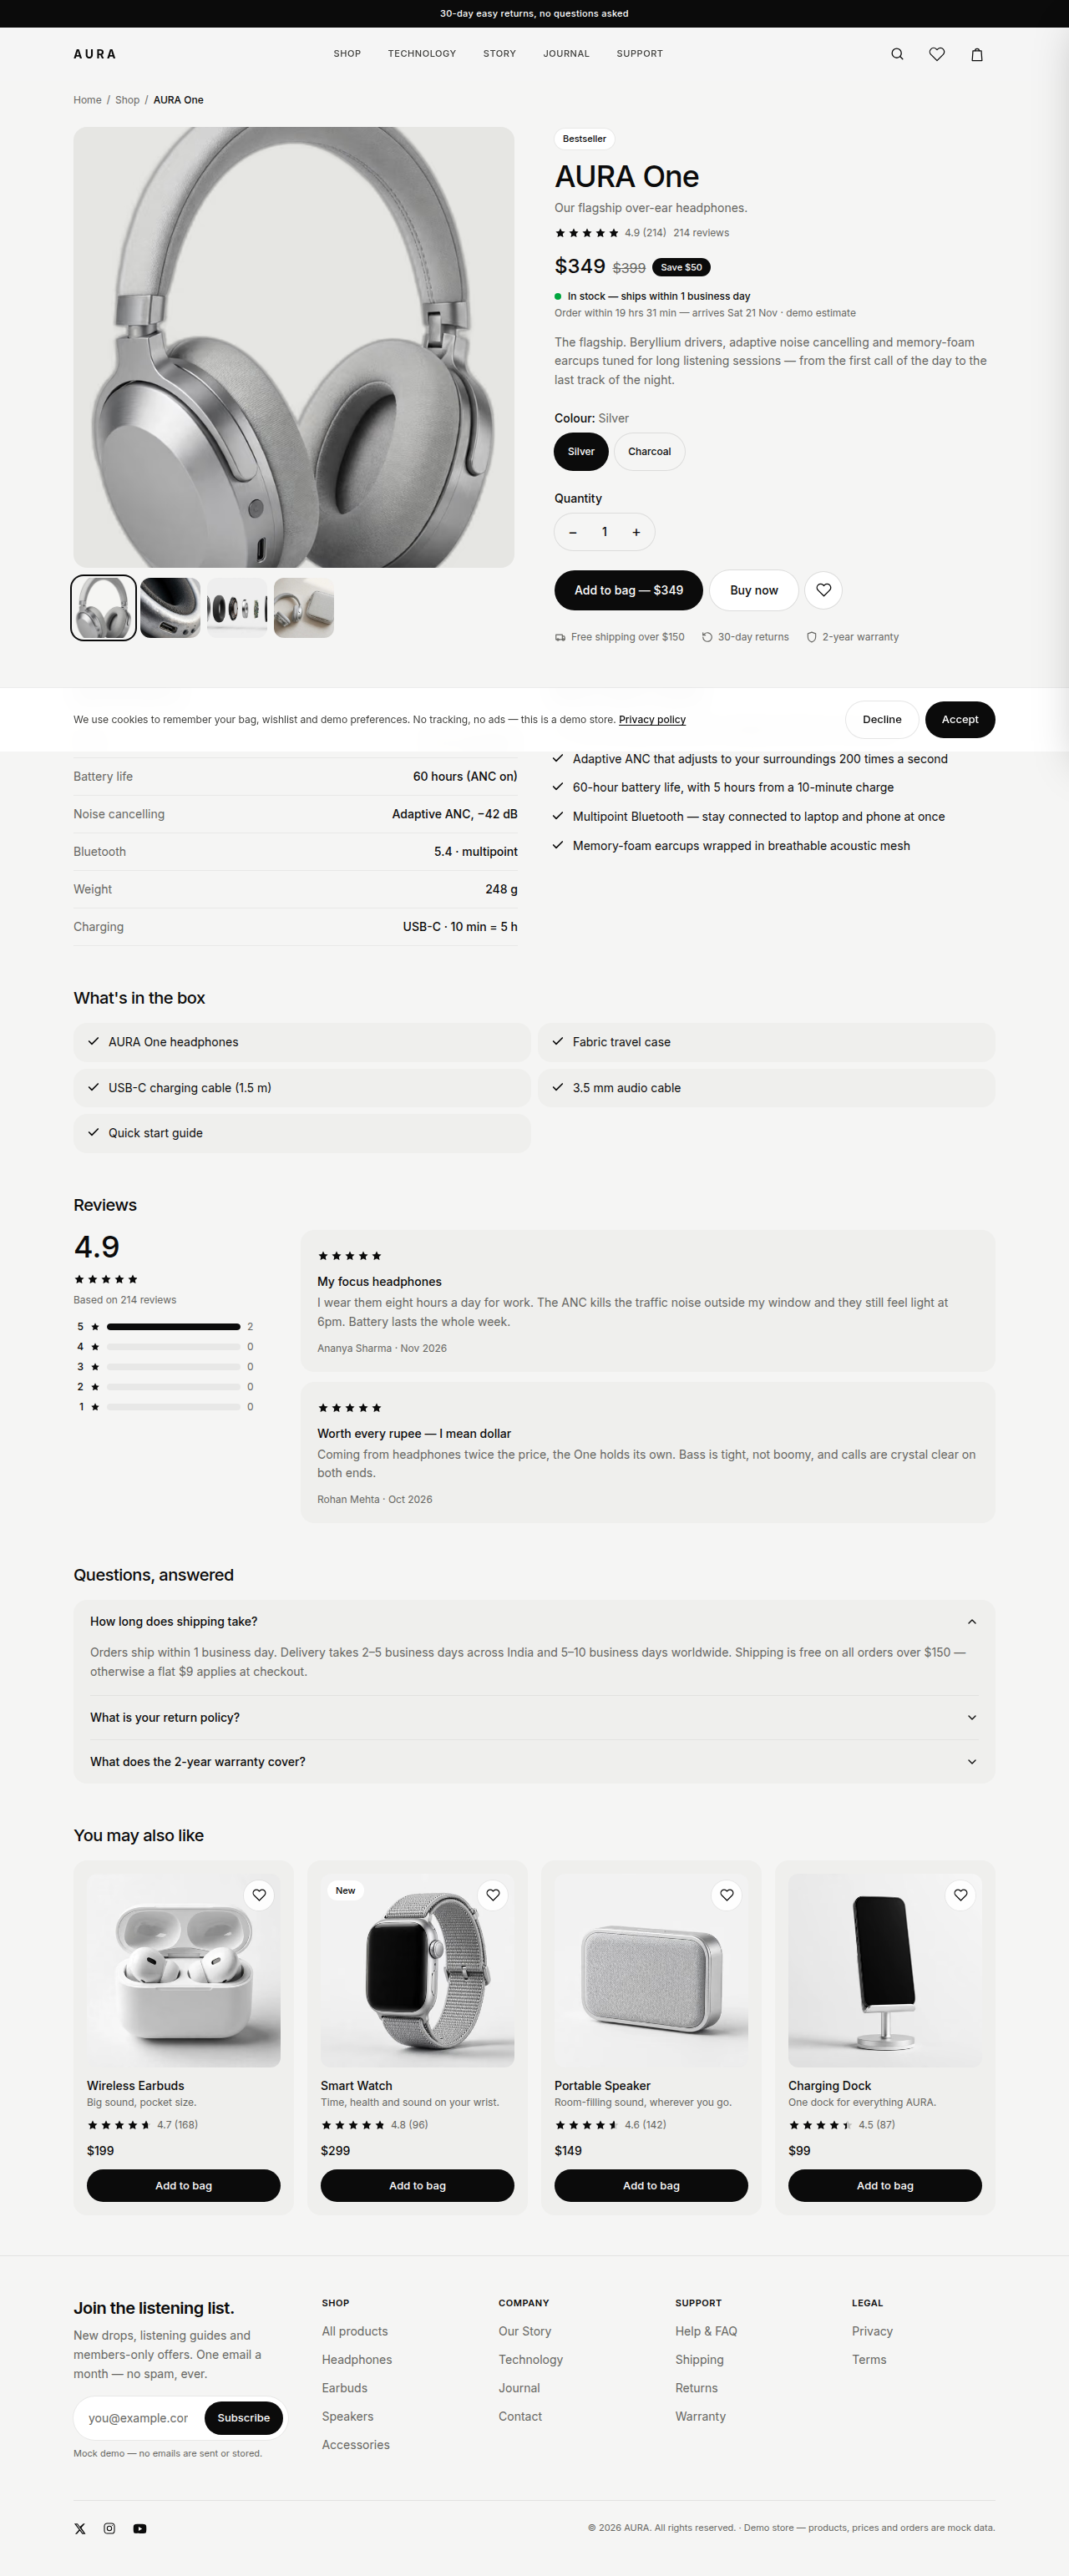 30-day easy returns, no questions asked
AURA
SHOP TECHNOLOGY STORY JOURNAL SUPPORT
Home / Shop / AURA One
Bestseller
AURA One
Our flagship over-ear headphones.
4.9 (214) 214 reviews
$349 $399 Save $50
In stock — ships within 1 business day
Order within 19 hrs 31 min — arrives Sat 21 Nov · demo estimate
The flagship. Beryllium drivers, adaptive noise cancelling and memory-foam
earcups tuned for long listening sessions — from the first call of the day to the
last track of the night.
Colour: Silver
Silver Charcoal
Quantity
− 1 +
Add to bag — $349 Buy now
Free shipping over $150 30-day returns 2-year warranty
We use cookies to remember your bag, wishlist and demo preferences. No tracking, no ads — this is a demo store. Privacy policy
Decline Accept
Battery life 60 hours (ANC on)
Noise cancelling Adaptive ANC, −42 dB
Bluetooth 5.4 · multipoint
Weight 248 g
Charging USB-C · 10 min = 5 h
Adaptive ANC that adjusts to your surroundings 200 times a second
60-hour battery life, with 5 hours from a 10-minute charge
Multipoint Bluetooth — stay connected to laptop and phone at once
Memory-foam earcups wrapped in breathable acoustic mesh
What's in the box
AURA One headphones
Fabric travel case
USB-C charging cable (1.5 m)
3.5 mm audio cable
Quick start guide
Reviews
4.9
Based on 214 reviews
5 2
4 0
3 0
2 0
1 0
My focus headphones
I wear them eight hours a day for work. The ANC kills the traffic noise outside my window and they still feel light at
6pm. Battery lasts the whole week.
Ananya Sharma · Nov 2026
Worth every rupee — I mean dollar
Coming from headphones twice the price, the One holds its own. Bass is tight, not boomy, and calls are crystal clear on
both ends.
Rohan Mehta · Oct 2026
Questions, answered
How long does shipping take?
Orders ship within 1 business day. Delivery takes 2–5 business days across India and 5–10 business days worldwide. Shipping is free on all orders over $150 —
otherwise a flat $9 applies at checkout.
What is your return policy?
What does the 2-year warranty cover?
You may also like
Wireless Earbuds
Big sound, pocket size.
4.7 (168)
$199
Add to bag
New
Smart Watch
Time, health and sound on your wrist.
4.8 (96)
$299
Add to bag
Portable Speaker
Room-filling sound, wherever you go.
4.6 (142)
$149
Add to bag
Charging Dock
One dock for everything AURA.
4.5 (87)
$99
Add to bag
Join the listening list.
New drops, listening guides and
members-only offers. One email a
month — no spam, ever.
you@example.cor Subscribe
Mock demo — no emails are sent or stored.
SHOP
All products
Headphones
Earbuds
Speakers
Accessories
COMPANY
Our Story
Technology
Journal
Contact
SUPPORT
Help & FAQ
Shipping
Returns
Warranty
LEGAL
Privacy
Terms
© 2026 AURA. All rights reserved. · Demo store — products, prices and orders are mock data.